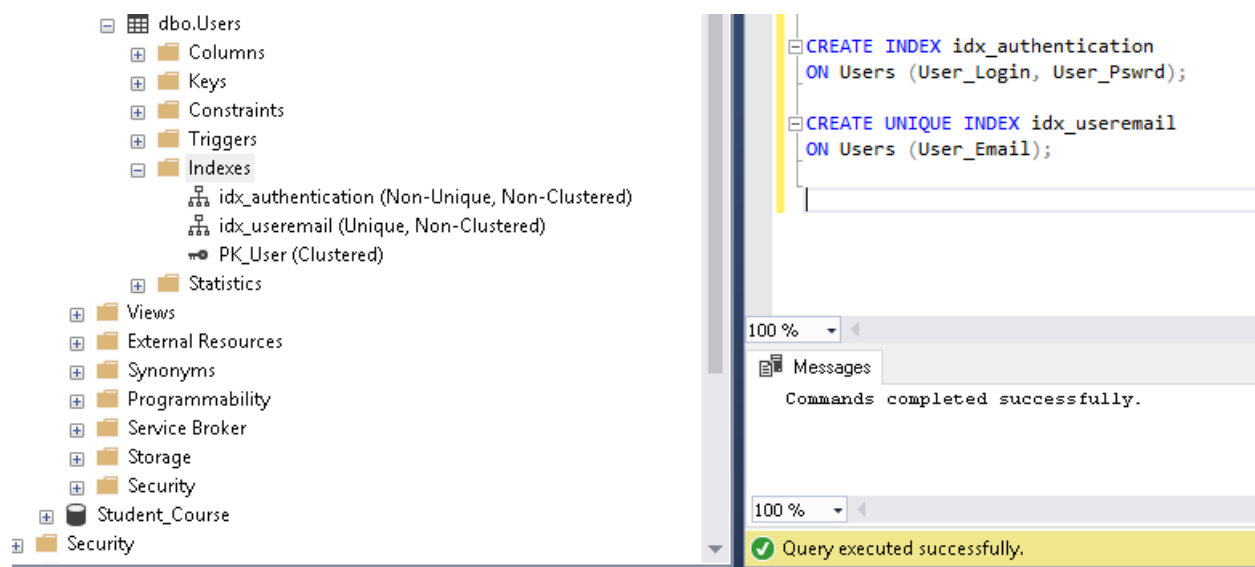 dbo.Users
Columns
Keys
Constraints
Triggers
Indexes
idx_authentication (Non-Unique, Non-Clustered)
idx_useremail (Unique, Non-Clustered)
PK_User (Clustered)
Statistics
Views
External Resources
Synonyms
Programmability
Service Broker
Storage
Security
Student_Course
Security
CREATE INDEX idx_authentication
ON Users (User_Login, User_Pswrd);
CREATE UNIQUE INDEX idx_useremail
ON Users (User_Email);
100 %
Messages
Commands completed successfully.
100 %
Query executed successfully.